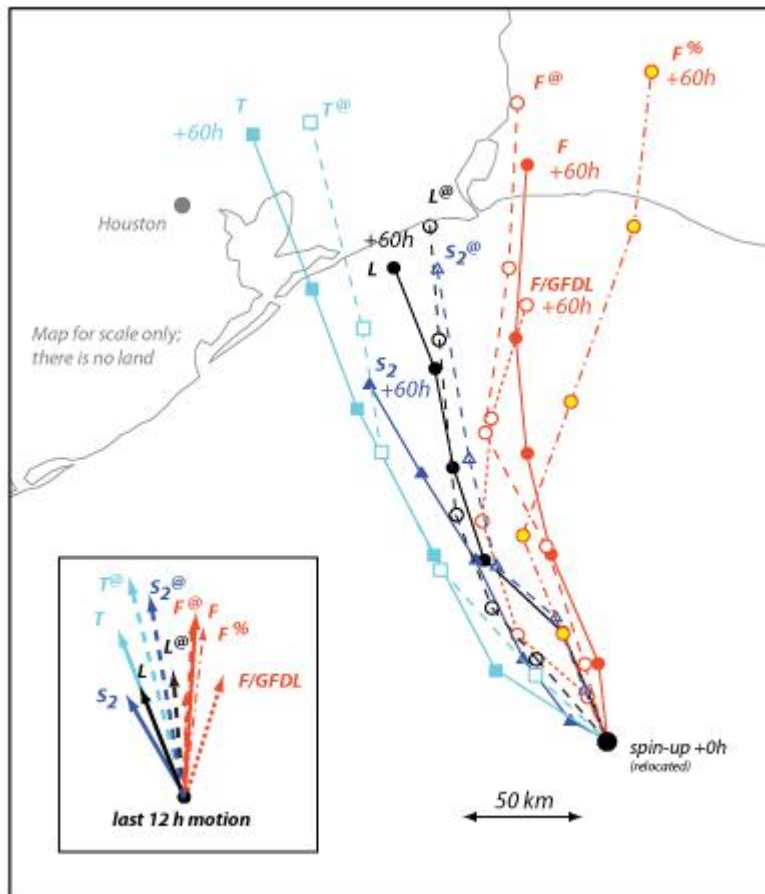 F%
+60h
F@
T
T@
+60h
F
+60h
L@
Houston
+60h
L
S2@
F/GFDL
+60h
Map for scale only;
there is no land
S2
+60h
T@
S2@
T
F@
F
F%
L@
L
F/GFDL
S2
last 12 h motion
spin-up +0h
(relocated)
50 km